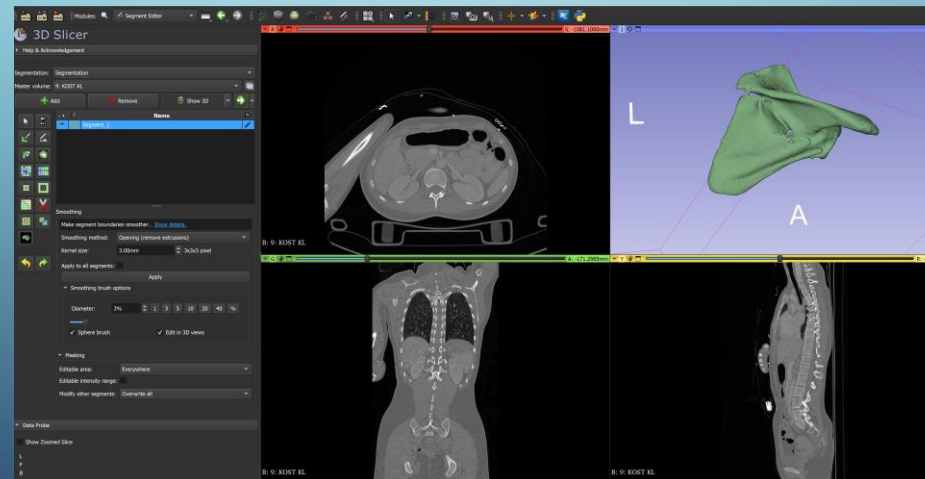 Modules:
Segment Editor
3D Slicer
Help & Acknowledgement
Segmentation: Segmentation
Master volume: 9: KOST KL
Add Remove Show 3D
Name
Segment_1
Smoothing
Make segment boundaries smoother... Show details.
Smoothing method: Opening (remove extrusions)
Kernel size: 3.00mm 3x3x3 pixel
Apply to all segments:
Apply
Smoothing brush options
Diameter: 3% 1 3 5 10 20 40 %
Sphere brush Edit in 3D views
Masking
Editable area: Everywhere
Editable intensity range:
Modify other segments: Overwrite all
Data Probe
Show Zoomed Slice
L
F
B
R
B: 9: KOST KL
1
L
A
G
A: -171.2985mm
B: 9: KOST KL
Y
R:
B: 9: KOST KL